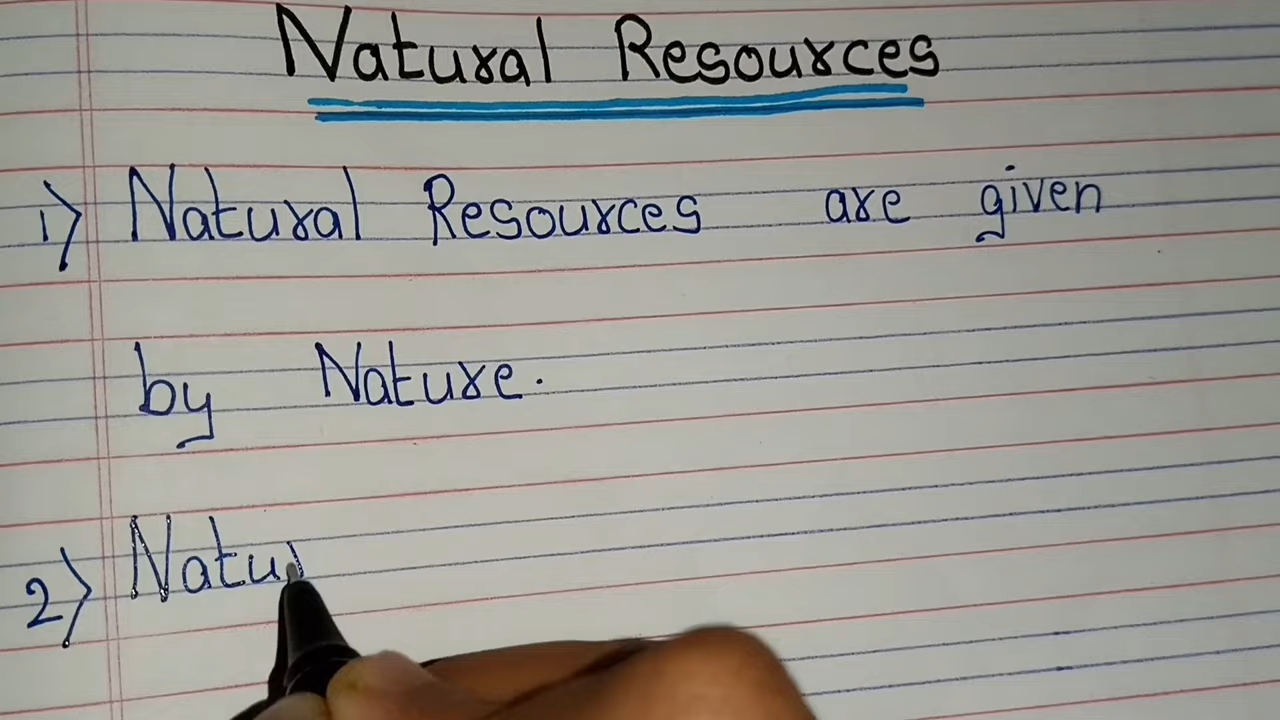 Natural Resources
1) Natural Resources are given
by Nature.
2) Natu